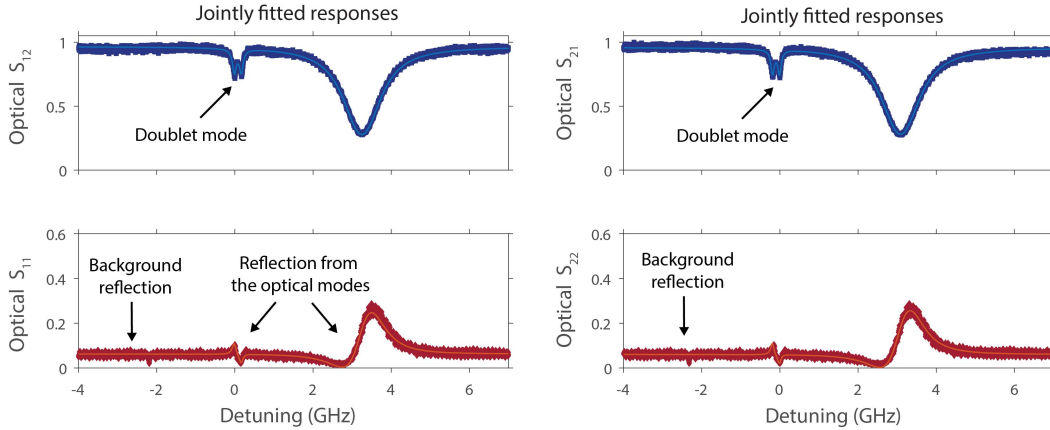 Jointly fitted responses
Optical S12
1
0.5
0
Doublet mode
Optical S11
0.6
0.4
0.2
0
Background
reflection
Reflection from
the optical modes
-4 -2 0 2 4 6
Detuning (GHz)
Jointly fitted responses
Optical S21
1
0.5
0
Doublet mode
Optical S22
0.6
0.4
0.2
0
Background
reflection
-4 -2 0 2 4 6
Detuning (GHz)